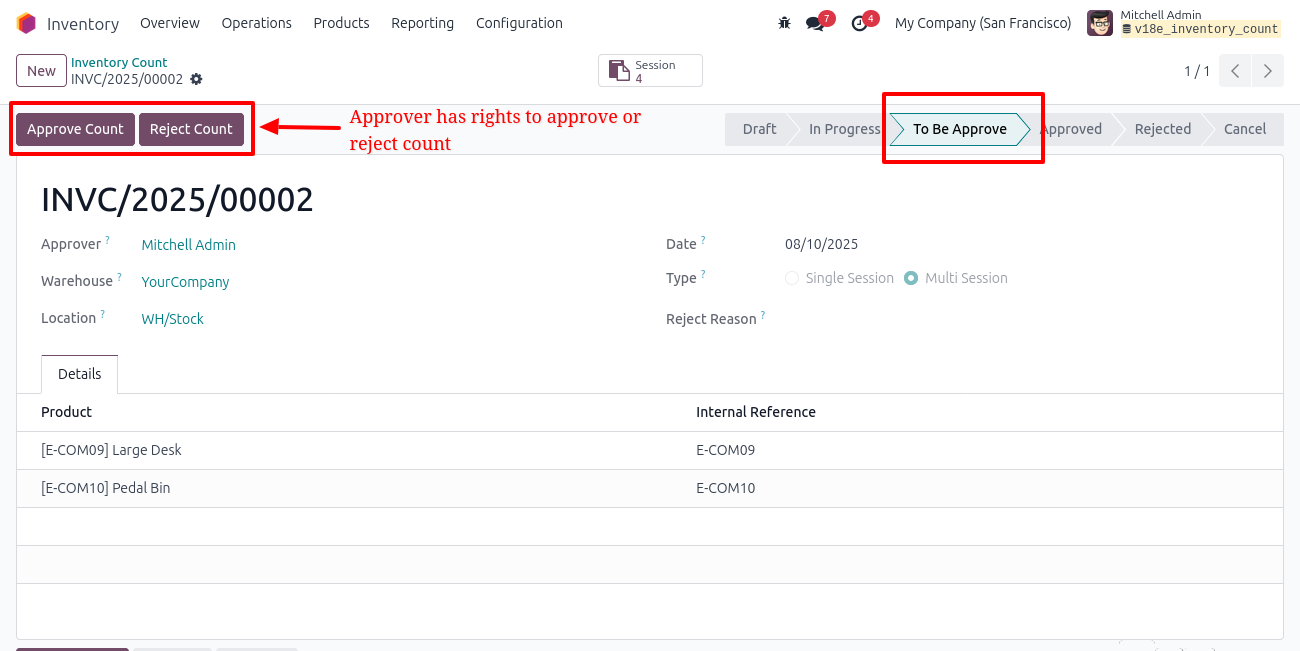 Inventory Overview Operations Products Reporting Configuration 7 4 My Company (San Francisco) Mitchell Admin
v18e_inventory_count
New Inventory Count Session 1 / 1
INVC/2025/00002 4
Approve Count Reject Count Approver has rights to approve or Draft In Progress To Be Approve Approved Rejected Cancel
reject count
INVC/2025/00002
Approver ? Mitchell Admin Date ? 08/10/2025
Warehouse ? YourCompany Type ? Single Session Multi Session
Location ? WH/Stock Reject Reason ?
Details
Product Internal Reference
[E-COM09] Large Desk E-COM09
[E-COM10] Pedal Bin E-COM10